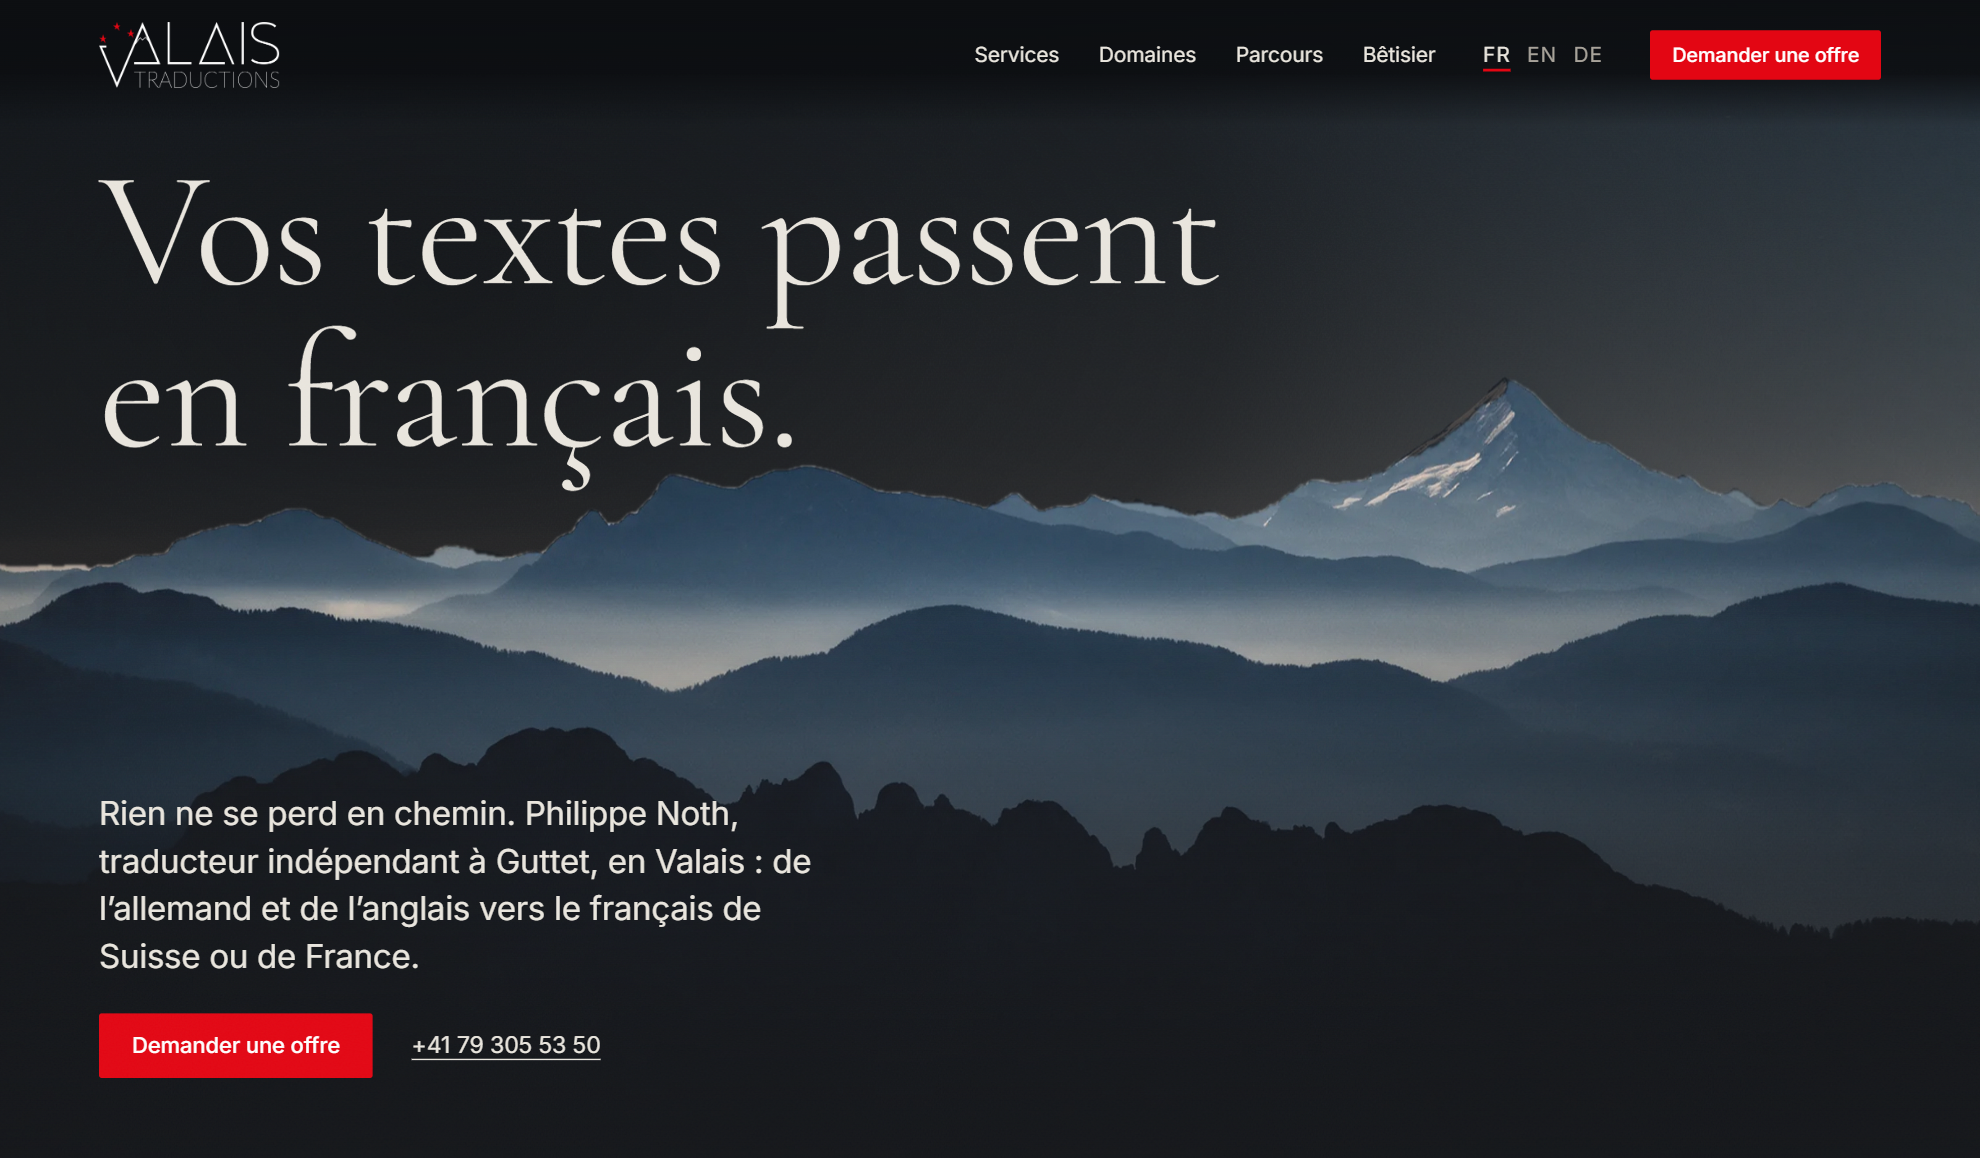 VALAIS
TRADUCTIONS
Services Domaines Parcours Bêtisier FR EN DE Demander une offre
Vos textes passent
en français.
Rien ne se perd en chemin. Philippe Noth,
traducteur indépendant à Guttet, en Valais : de
l’allemand et de l’anglais vers le français de
Suisse ou de France.
Demander une offre +41 79 305 53 50